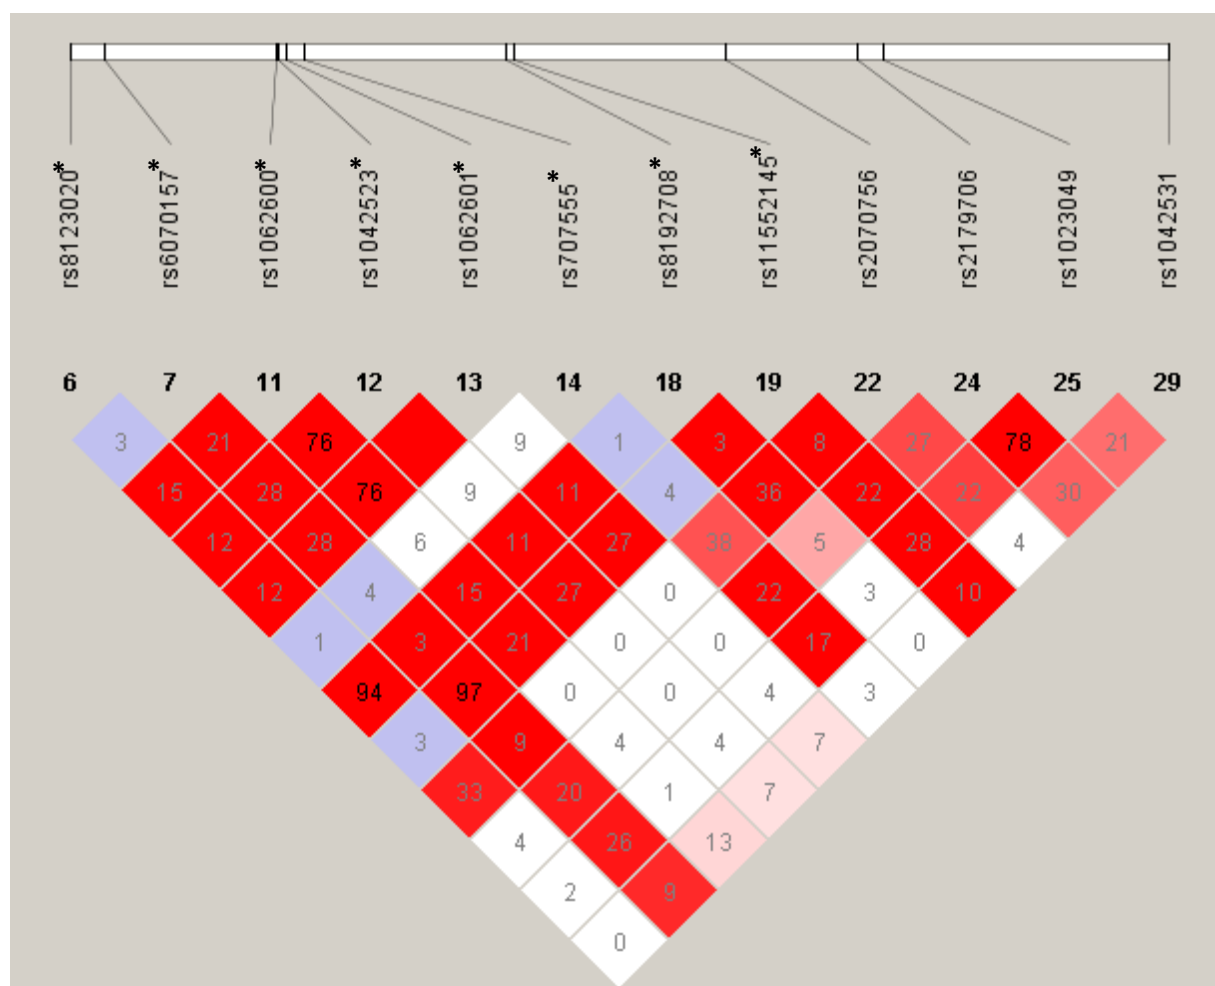 rs8123020*
rs6070157*
rs1062600*
rs1042523*
rs1062601*
rs707555*
rs8192708*
rs11552145*
rs2070756
rs2179706
rs1023049
rs1042531
6 7 11 12 13 14 18 19 22 24 25 29
3 21 76 9 1 3 8 27 78 21
15 28 76 9 11 4 36 22 22 30
12 28 6 11 27 38 5 28 4
12 4 15 27 0 22 3 10
1 3 21 0 0 17 0
94 97 0 0 4 3
3 9 4 4 7
33 20 1 7
4 26 13
2 9
0